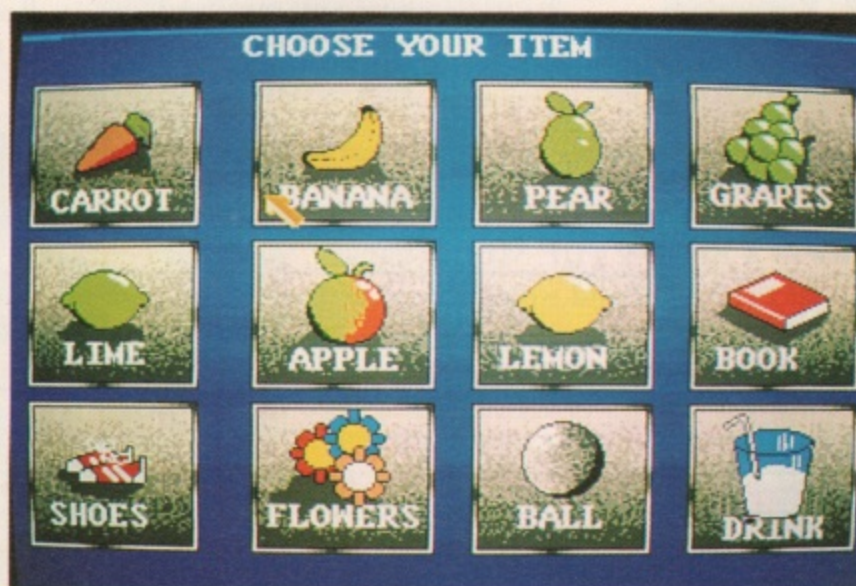 CHOOSE YOUR ITEM
CARROT BANANA PEAR GRAPES
LIME APPLE LEMON BOOK
SHOES FLOWERS BALL DRINK